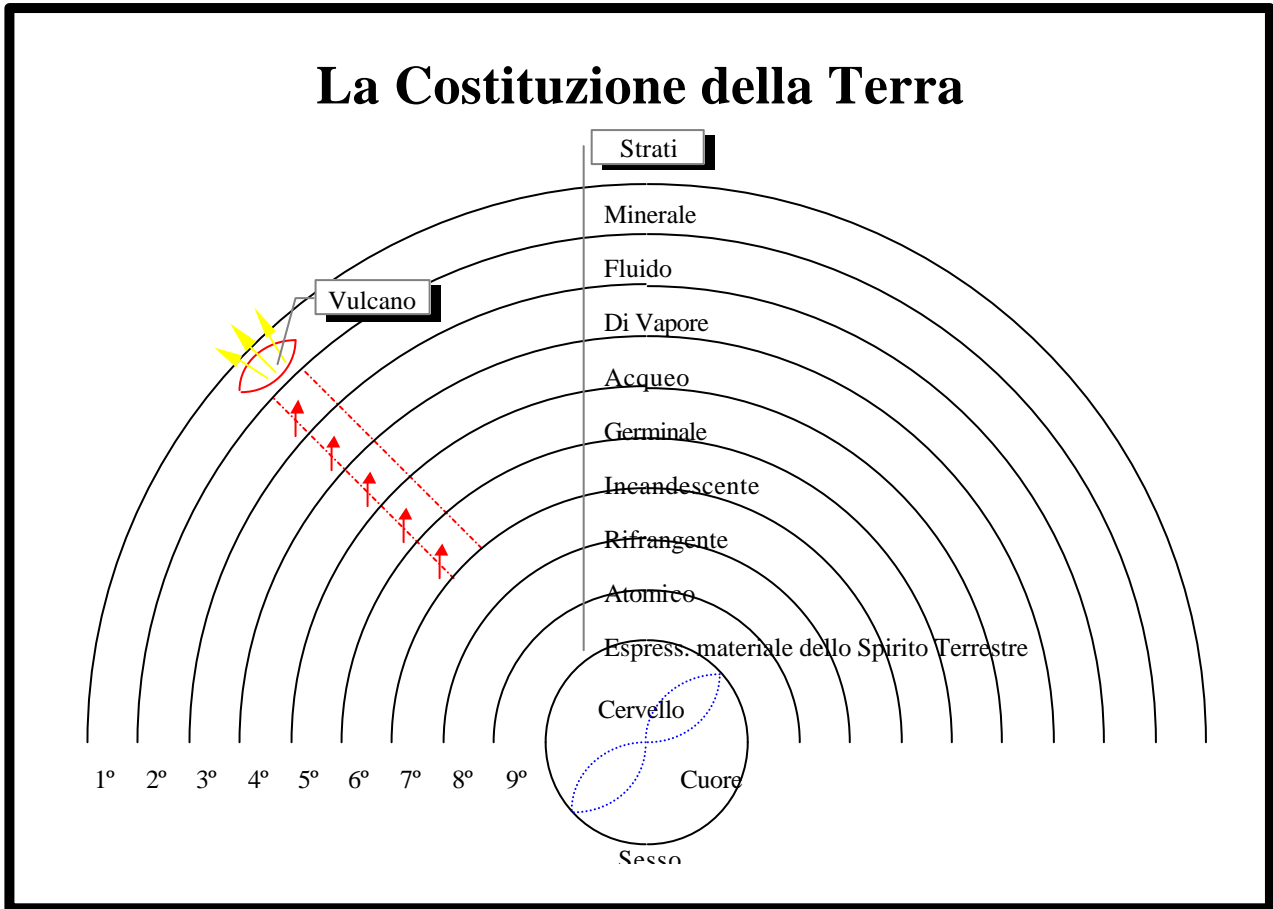 La Costituzione della Terra
Strati
Minerale
Fluido
Vulcano
Di Vapore
Acqueo
Germinale
Incandescente
Rifrangente
Atomico
Espress. materiale dello Spirito Terrestre
Cervello
1º 2º 3º 4º 5º 6º 7º 8º 9º
Cuore
Sesso